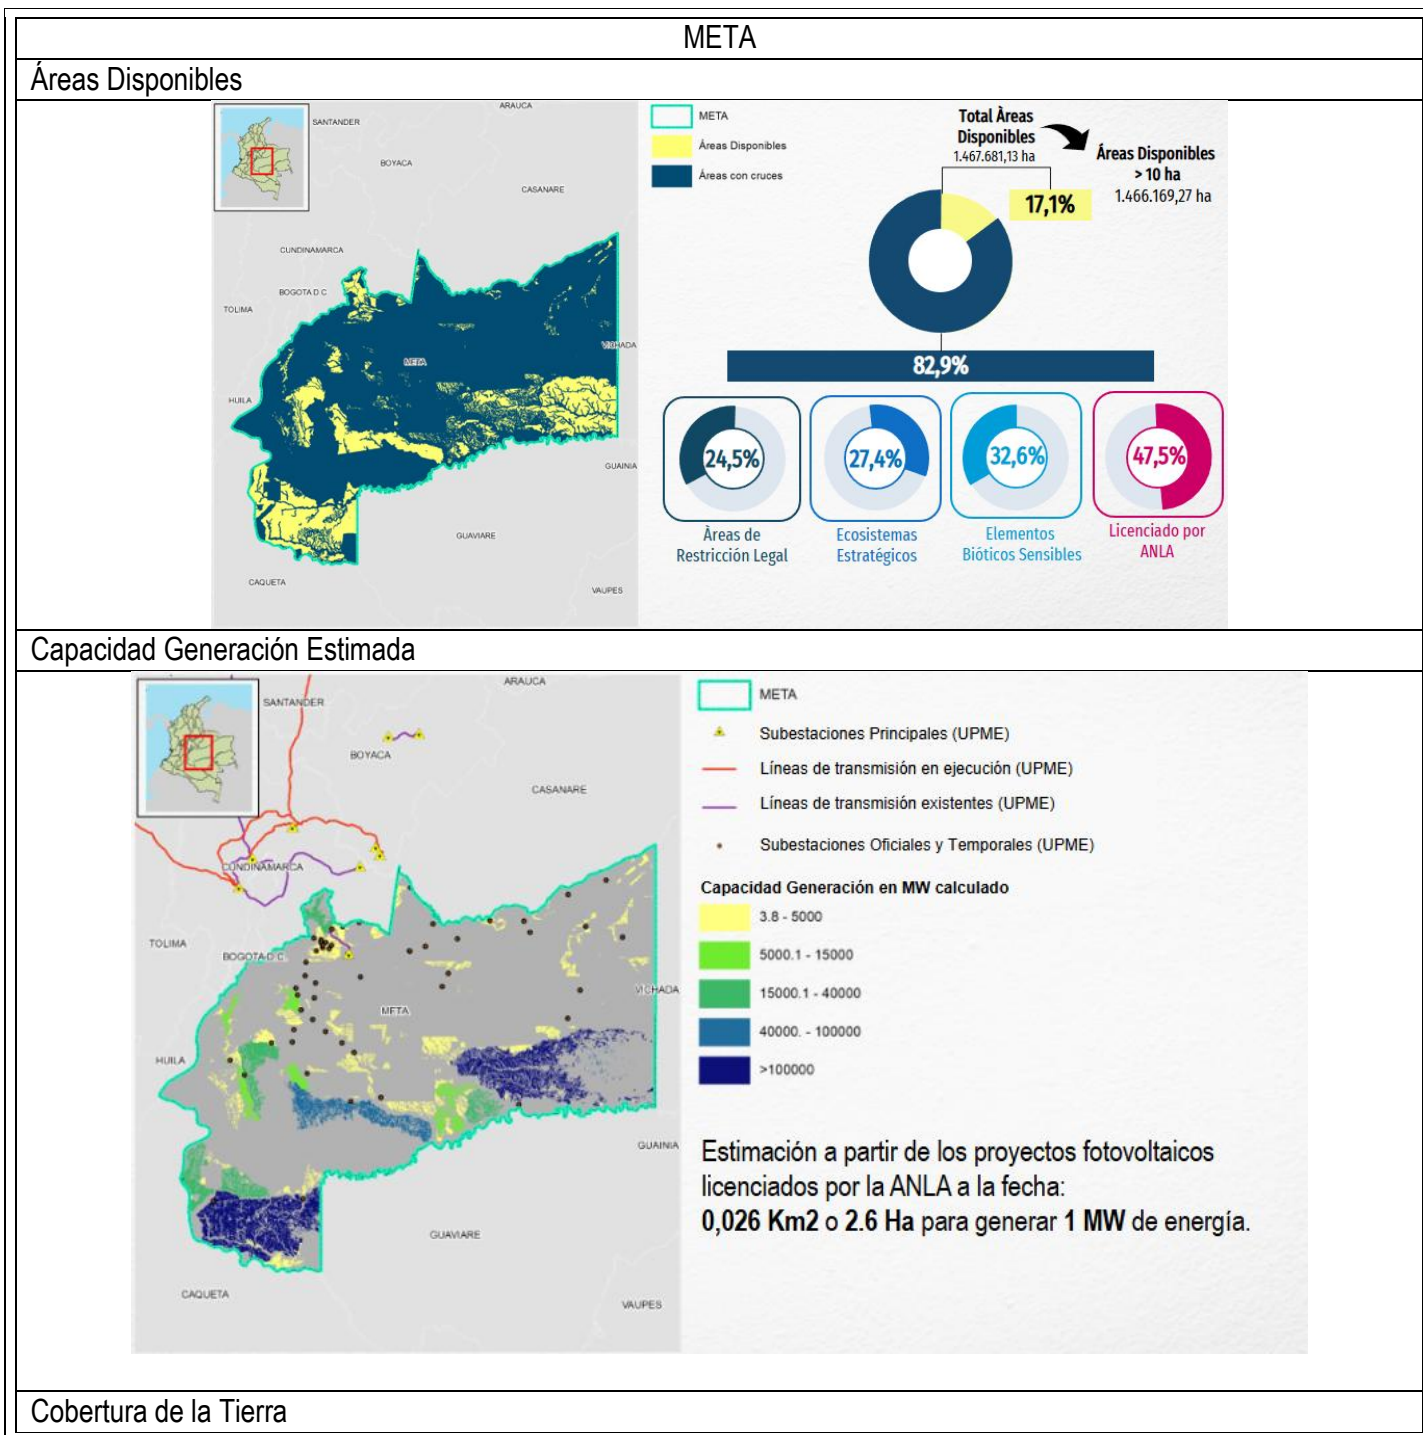 META
Áreas Disponibles
ARAUCA
SANTANDER
BOYACA
CASANARE
CUNDINAMARCA
BOGOTA D.C.
TOLIMA
VICHADA
META
HUILA
GUAINIA
GUAVIARE
CAQUETA
VAUPES
META
Áreas Disponibles
Áreas con cruces
Total Àreas
Disponibles
1.467.681,13 ha
Áreas Disponibles
> 10 ha
1.466.169,27 ha
17,1%
82,9%
24,5%
27,4%
32,6%
47,5%
Àreas de
Restricción Legal
Ecosistemas
Estratégicos
Elementos
Bióticos Sensibles
Licenciado por
ANLA
Capacidad Generación Estimada
ARAUCA
SANTANDER
BOYACA
CASANARE
CUNDINAMARCA
TOLIMA
BOGOTA D.C.
VICHADA
META
HUILA
GUAINIA
GUAVIARE
CAQUETA
VAUPES
META
Subestaciones Principales (UPME)
Líneas de transmisión en ejecución (UPME)
Líneas de transmisión existentes (UPME)
Subestaciones Oficiales y Temporales (UPME)
Capacidad Generación en MW calculado
3.8 - 5000
5000.1 - 15000
15000.1 - 40000
40000. - 100000
>100000
Estimación a partir de los proyectos fotovoltaicos
licenciados por la ANLA a la fecha:
0,026 Km2 o 2.6 Ha para generar 1 MW de energía.
Cobertura de la Tierra